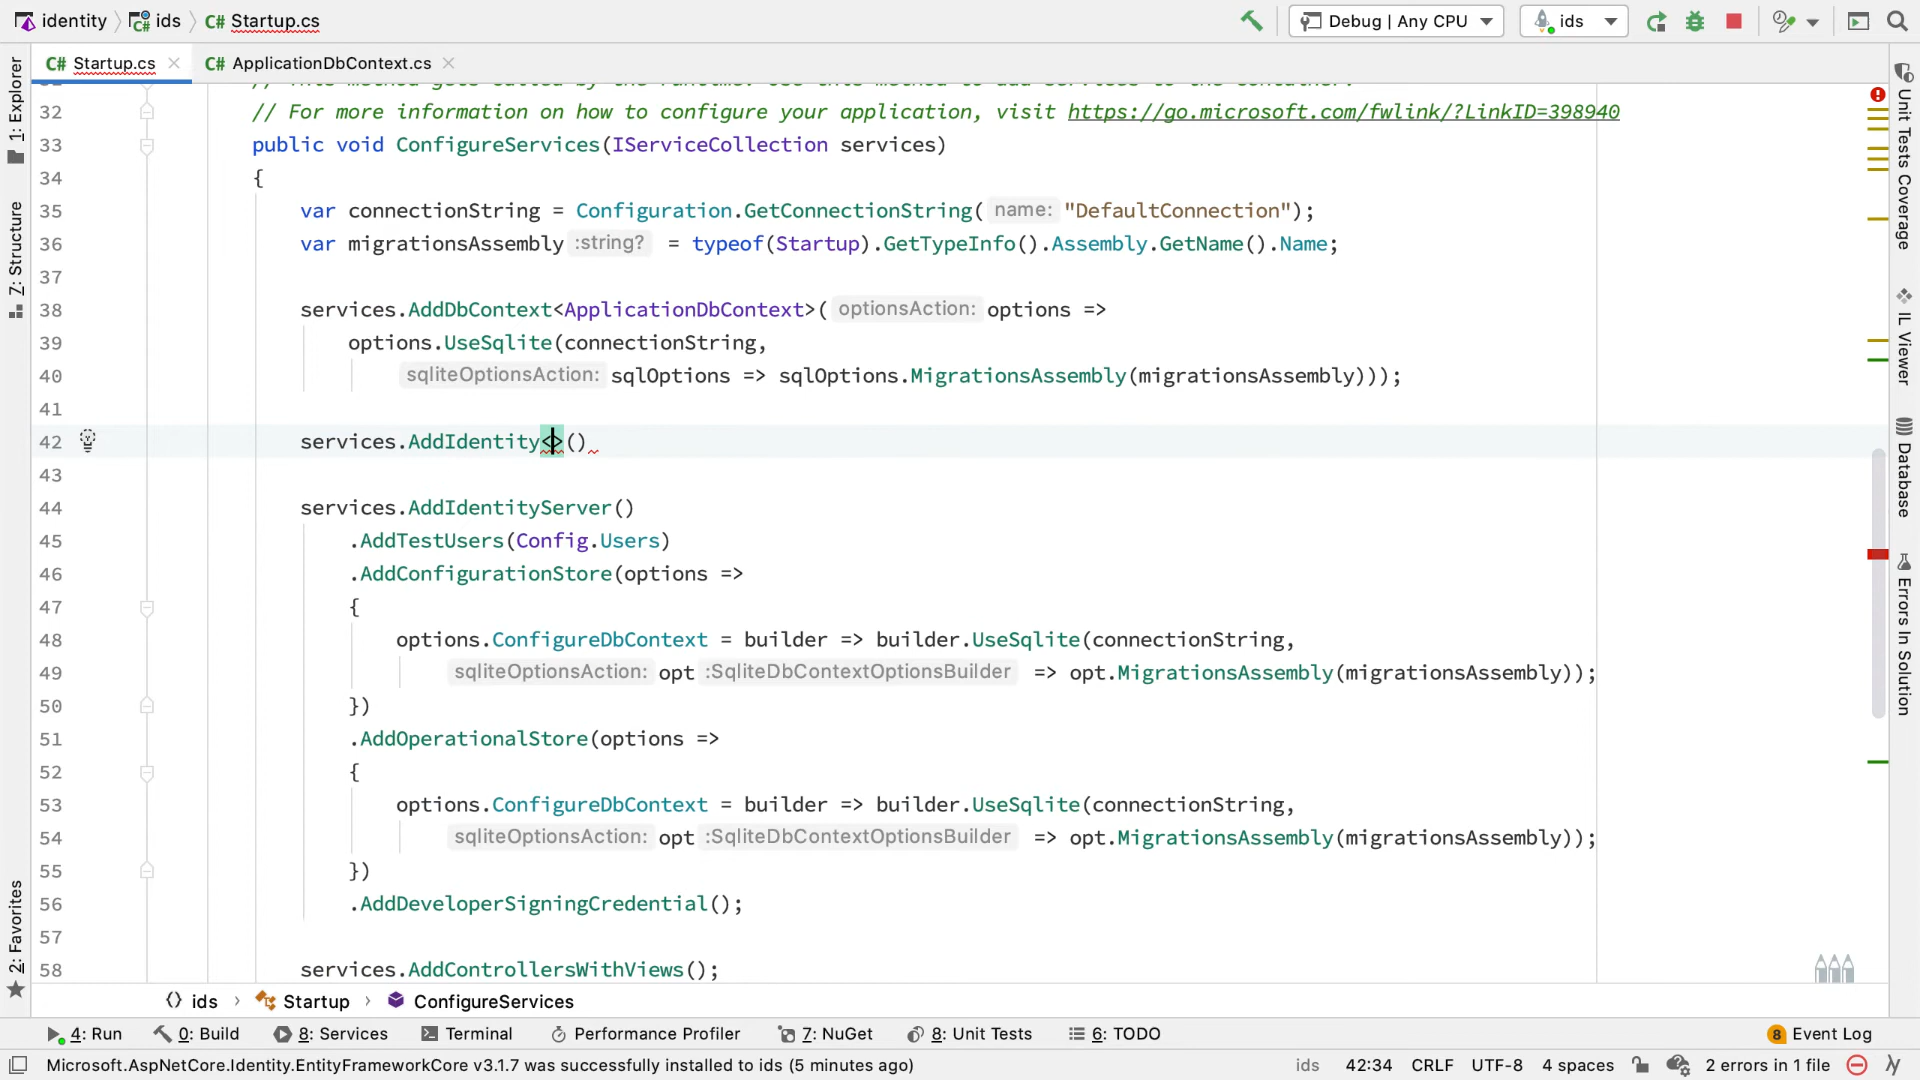 identity ids C# Startup.cs Debug | Any CPU ids
C# Startup.cs C# ApplicationDbContext.cs
32 // For more information on how to configure your application, visit https://go.microsoft.com/fwlink/?LinkID=398940
33 public void ConfigureServices(IServiceCollection services)
34 {
35 var connectionString = Configuration.GetConnectionString( name: "DefaultConnection");
36 var migrationsAssembly :string? = typeof(Startup).GetTypeInfo().Assembly.GetName().Name;
37
38 services.AddDbContext<ApplicationDbContext>( optionsAction: options =>
39 options.UseSqlite(connectionString,
40 sqliteOptionsAction: sqlOptions => sqlOptions.MigrationsAssembly(migrationsAssembly)));
41
42 services.AddIdentity<>()
43
44 services.AddIdentityServer()
45 .AddTestUsers(Config.Users)
46 .AddConfigurationStore(options =>
47 {
48 options.ConfigureDbContext = builder => builder.UseSqlite(connectionString,
49 sqliteOptionsAction: opt :SqliteDbContextOptionsBuilder => opt.MigrationsAssembly(migrationsAssembly));
50 })
51 .AddOperationalStore(options =>
52 {
53 options.ConfigureDbContext = builder => builder.UseSqlite(connectionString,
54 sqliteOptionsAction: opt :SqliteDbContextOptionsBuilder => opt.MigrationsAssembly(migrationsAssembly));
55 })
56 .AddDeveloperSigningCredential();
57
58 services.AddControllersWithViews();
ids Startup ConfigureServices
4: Run 0: Build 8: Services Terminal Performance Profiler 7: NuGet 8: Unit Tests 6: TODO 8 Event Log
Microsoft.AspNetCore.Identity.EntityFrameworkCore v3.1.7 was successfully installed to ids (5 minutes ago) ids 42:34 CRLF UTF-8 4 spaces 2 errors in 1 file
1: Explorer
Z: Structure
2: Favorites
Unit Tests Coverage
IL Viewer
Database
Errors In Solution